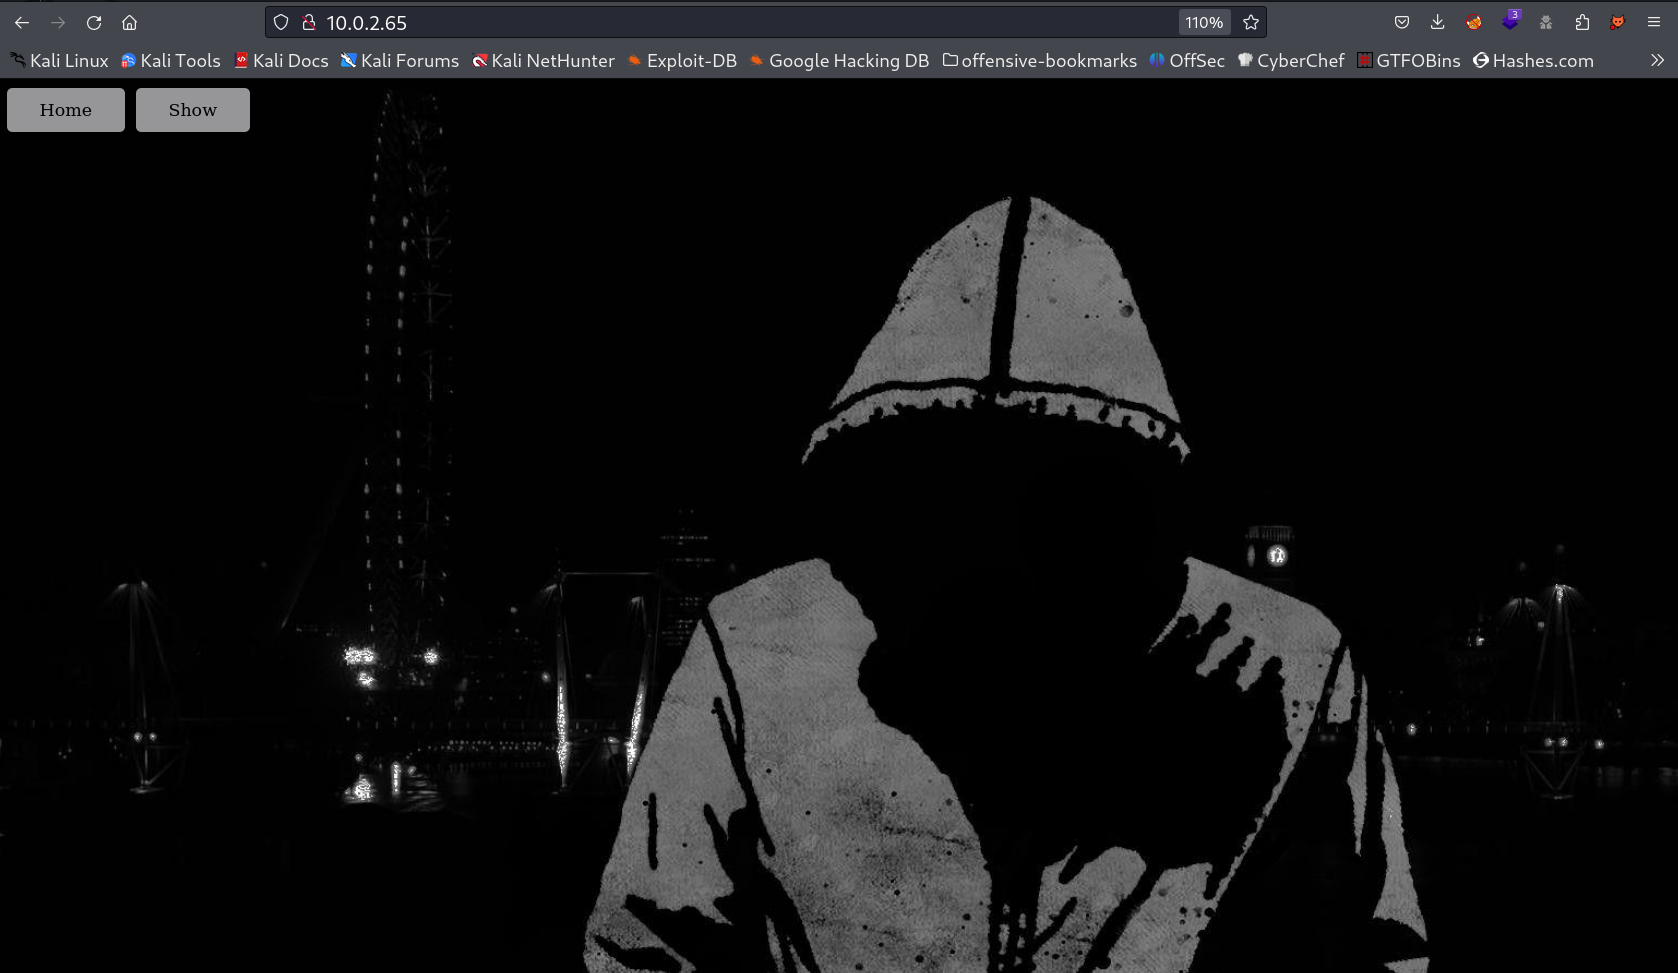 10.0.2.65
110%
3
Kali Linux
Kali Tools
Kali Docs
Kali Forums
Kali NetHunter
Exploit-DB
Google Hacking DB
offensive-bookmarks
OffSec
CyberChef
GTFOBins
Hashes.com
Home
Show